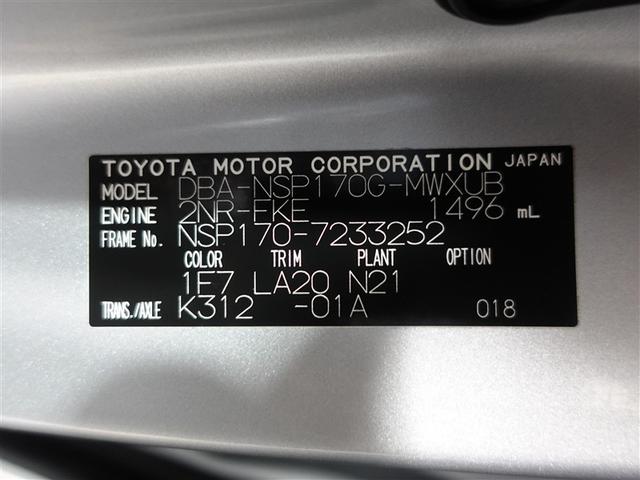 TOYOTA MOTOR CORPORATION JAPAN
MODEL DBA-NSP170G-MWXUB
ENGINE 2NR-FKE 1496 mL
FRAME No. NSP170-7233252
COLOR TRIM PLANT OPTION
1F7 LA20 N21
TRANS./AXLE K312 -01A 018